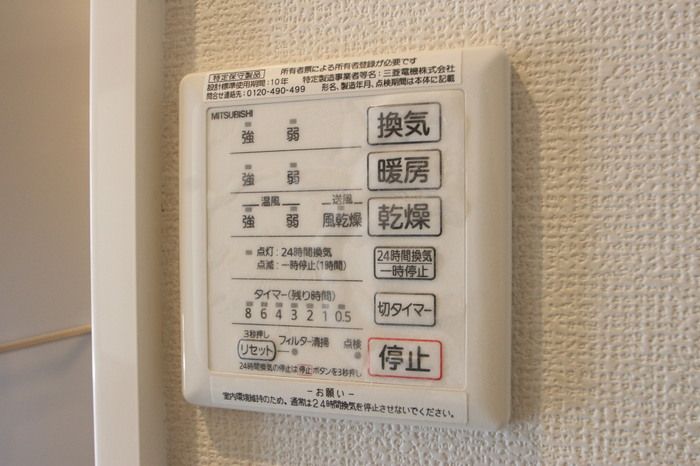 特定保守製品 所有者票による所有者登録が必要です
設計標準使用期間:10年 特定製造事業者等名:三菱電機株式会社
問合せ連絡先:0120-490-499 形名、製造年月、点検期間は本体に記載
MITSUBISHI
強 弱 換気
強 弱 暖房
温風 送風
強 弱 風乾燥 乾燥
点灯:24時間換気
点滅:一時停止(1時間)
24時間換気
一時停止
タイマー(残り時間)
8 6 4 3 2 1 0.5
切タイマー
3秒押し
リセット フィルター清掃 点検
停止
24時間換気の停止は停止ボタンを3秒押し
-お願い-
室内環境維持のため、通常は24時間換気を停止させないでください。